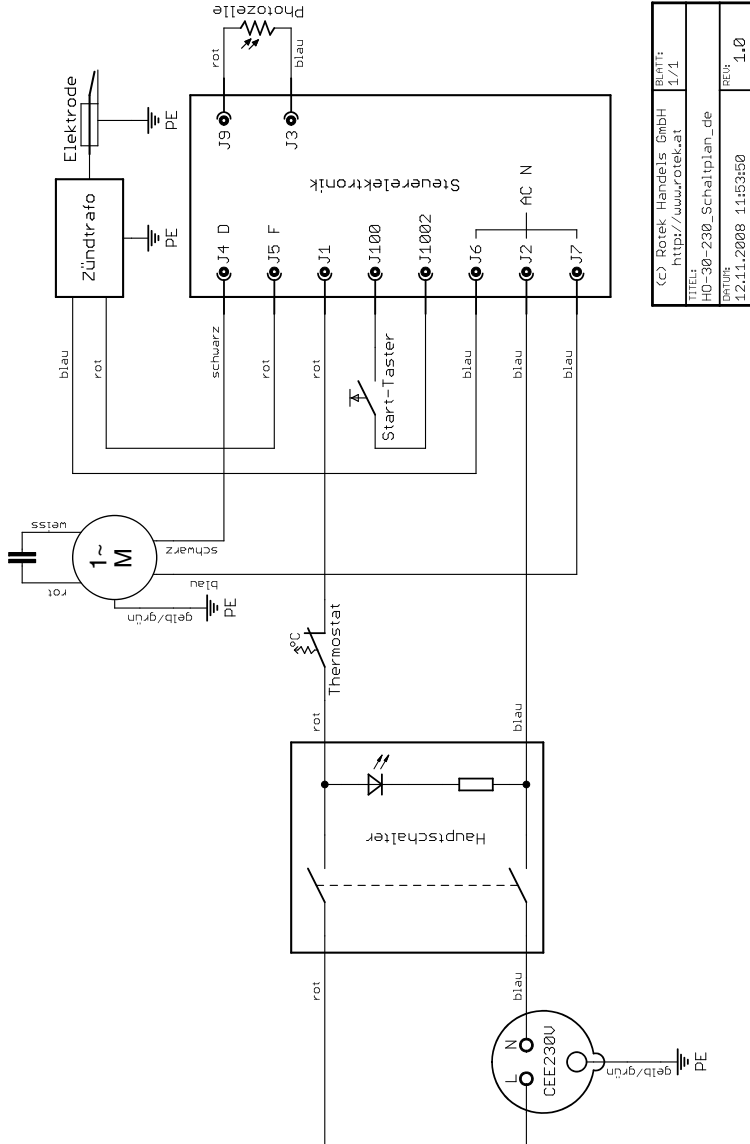 Photozelle
rot
blau
Elektrode
PE
Zündtrafo
PE
J9
J3
Steuerelektronik
J4 D
J5 F
J1
J100
J1002
J6
J2
J7
AC N
blau
rot
schwarz
rot
rot
blau
blau
blau
Start-Taster
weiss
rot
1~
M
schwarz
blau
gelb/grün
PE
°C
Thermostat
rot
blau
Hauptschalter
rot
blau
L
N
CEE230V
gelb/grün
PE
(c) Rotek Handels GmbH
http://www.rotek.at
BLATT:
1/1
TITEL:
HO-30-230_Schaltplan_de
DATUM:
12.11.2008 11:53:50
REV:
1.0